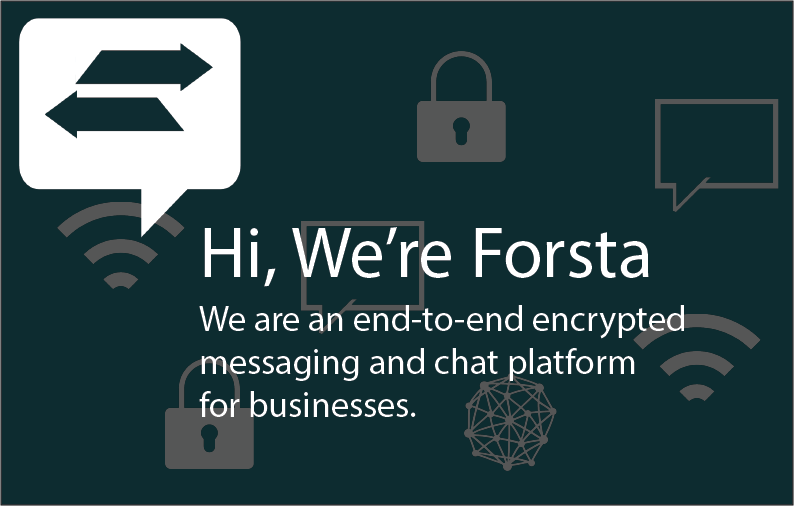 Hi, We’re Forsta
We are an end-to-end encrypted
messaging and chat platform
for businesses.